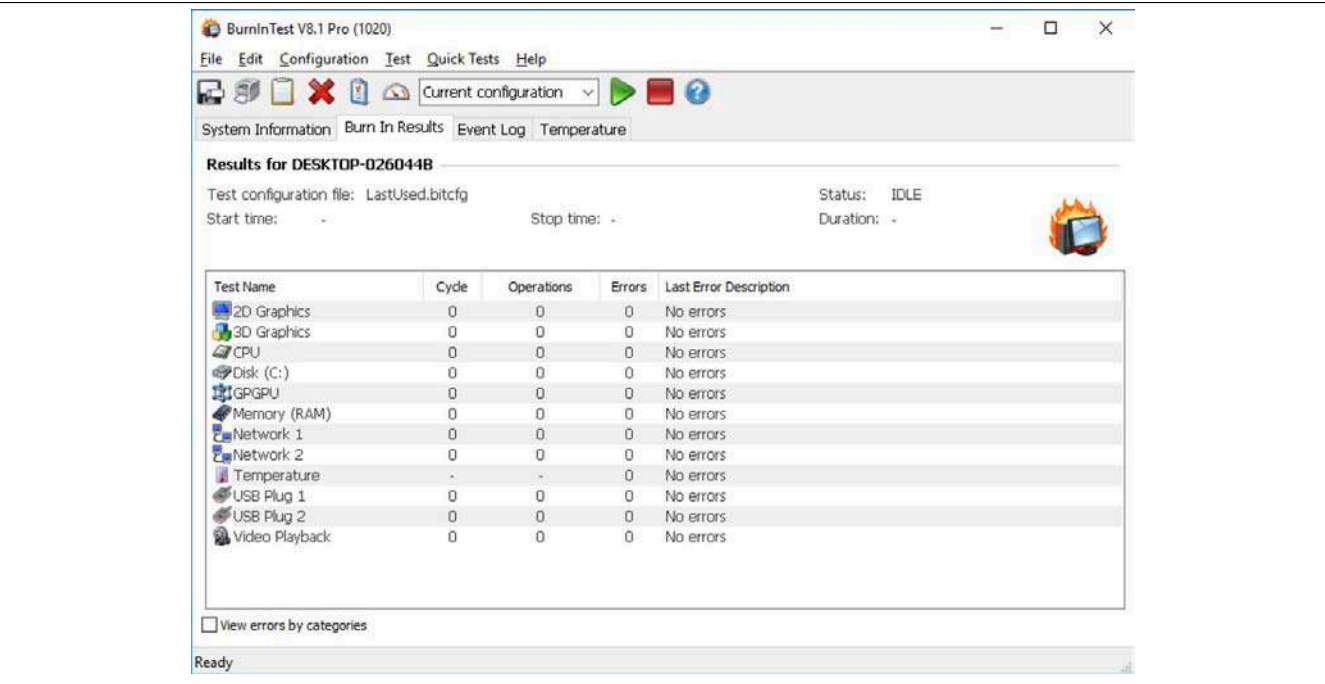 BurnInTest V8.1 Pro (1020)
File Edit Configuration Test Quick Tests Help
Current configuration
System Information Burn In Results Event Log Temperature
Results for DESKTOP-026044B
Test configuration file: LastUsed.bitcfg Status: IDLE
Start time: - Stop time: - Duration: -
Test Name Cycle Operations Errors Last Error Description
2D Graphics 0 0 0 No errors
3D Graphics 0 0 0 No errors
CPU 0 0 0 No errors
Disk (C:) 0 0 0 No errors
GPGPU 0 0 0 No errors
Memory (RAM) 0 0 0 No errors
Network 1 0 0 0 No errors
Network 2 0 0 0 No errors
Temperature - - 0 No errors
USB Plug 1 0 0 0 No errors
USB Plug 2 0 0 0 No errors
Video Playback 0 0 0 No errors
View errors by categories
Ready